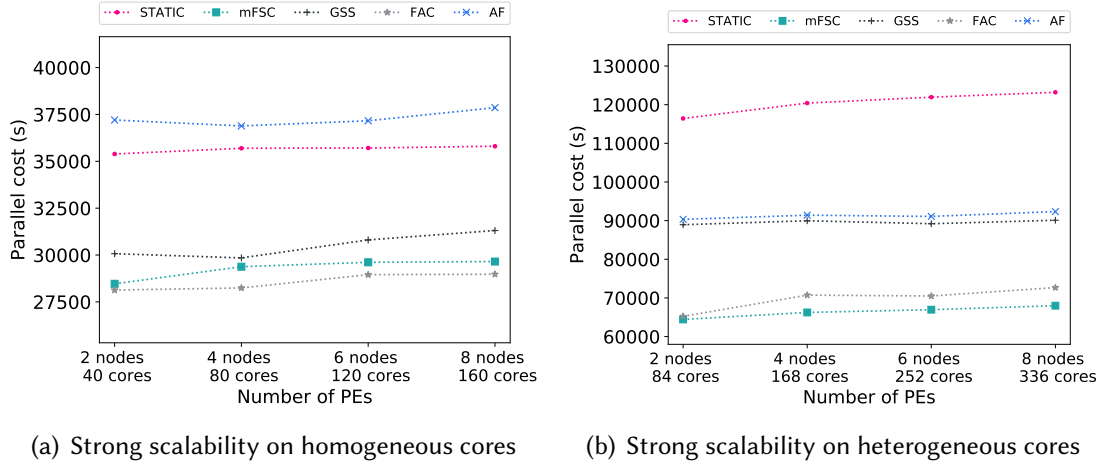 STATIC mFSC GSS FAC AF
40000
37500
35000
32500
30000
27500
Parallel cost (s)
2 nodes 4 nodes 6 nodes 8 nodes
40 cores 80 cores 120 cores 160 cores
Number of PEs
(a) Strong scalability on homogeneous cores
STATIC mFSC GSS FAC AF
130000
120000
110000
100000
90000
80000
70000
60000
Parallel cost (s)
2 nodes 4 nodes 6 nodes 8 nodes
84 cores 168 cores 252 cores 336 cores
Number of PEs
(b) Strong scalability on heterogeneous cores